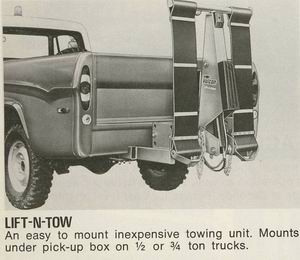 LIFT-N-TOW
An easy to mount inexpensive towing unit. Mounts
under pick-up box on ½ or ¾ ton trucks.